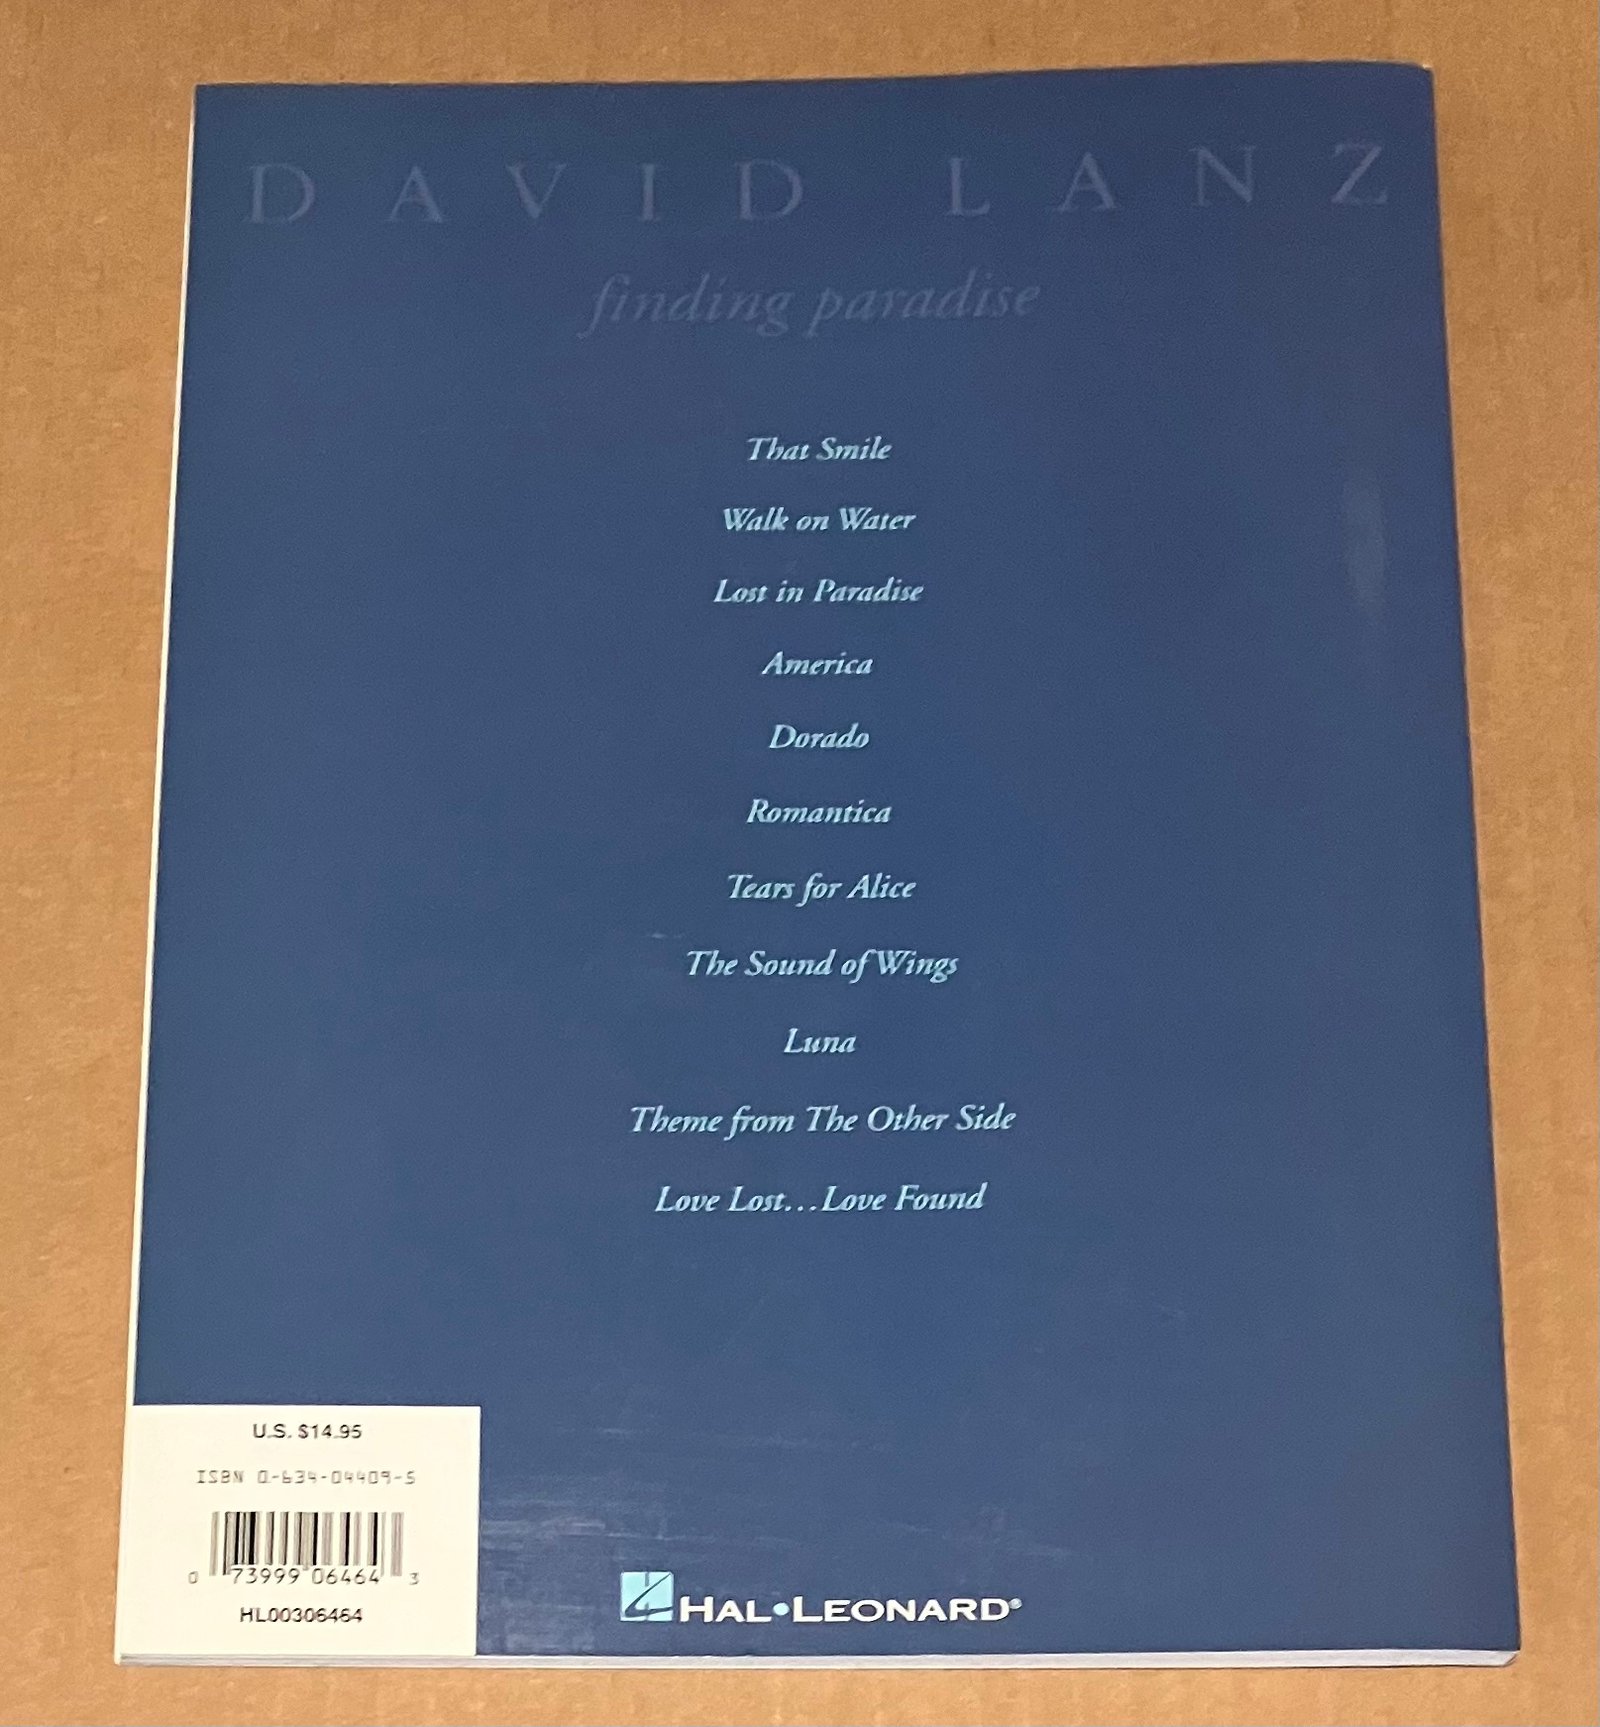 DAVID LANZ
finding paradise
That Smile
Walk on Water
Lost in Paradise
America
Dorado
Romantica
Tears for Alice
The Sound of Wings
Luna
Theme from The Other Side
Love Lost...Love Found
U.S. $14.95
ISBN 0-634-04409-5
0 73999 06464 3
HL00306464
HAL•LEONARD®